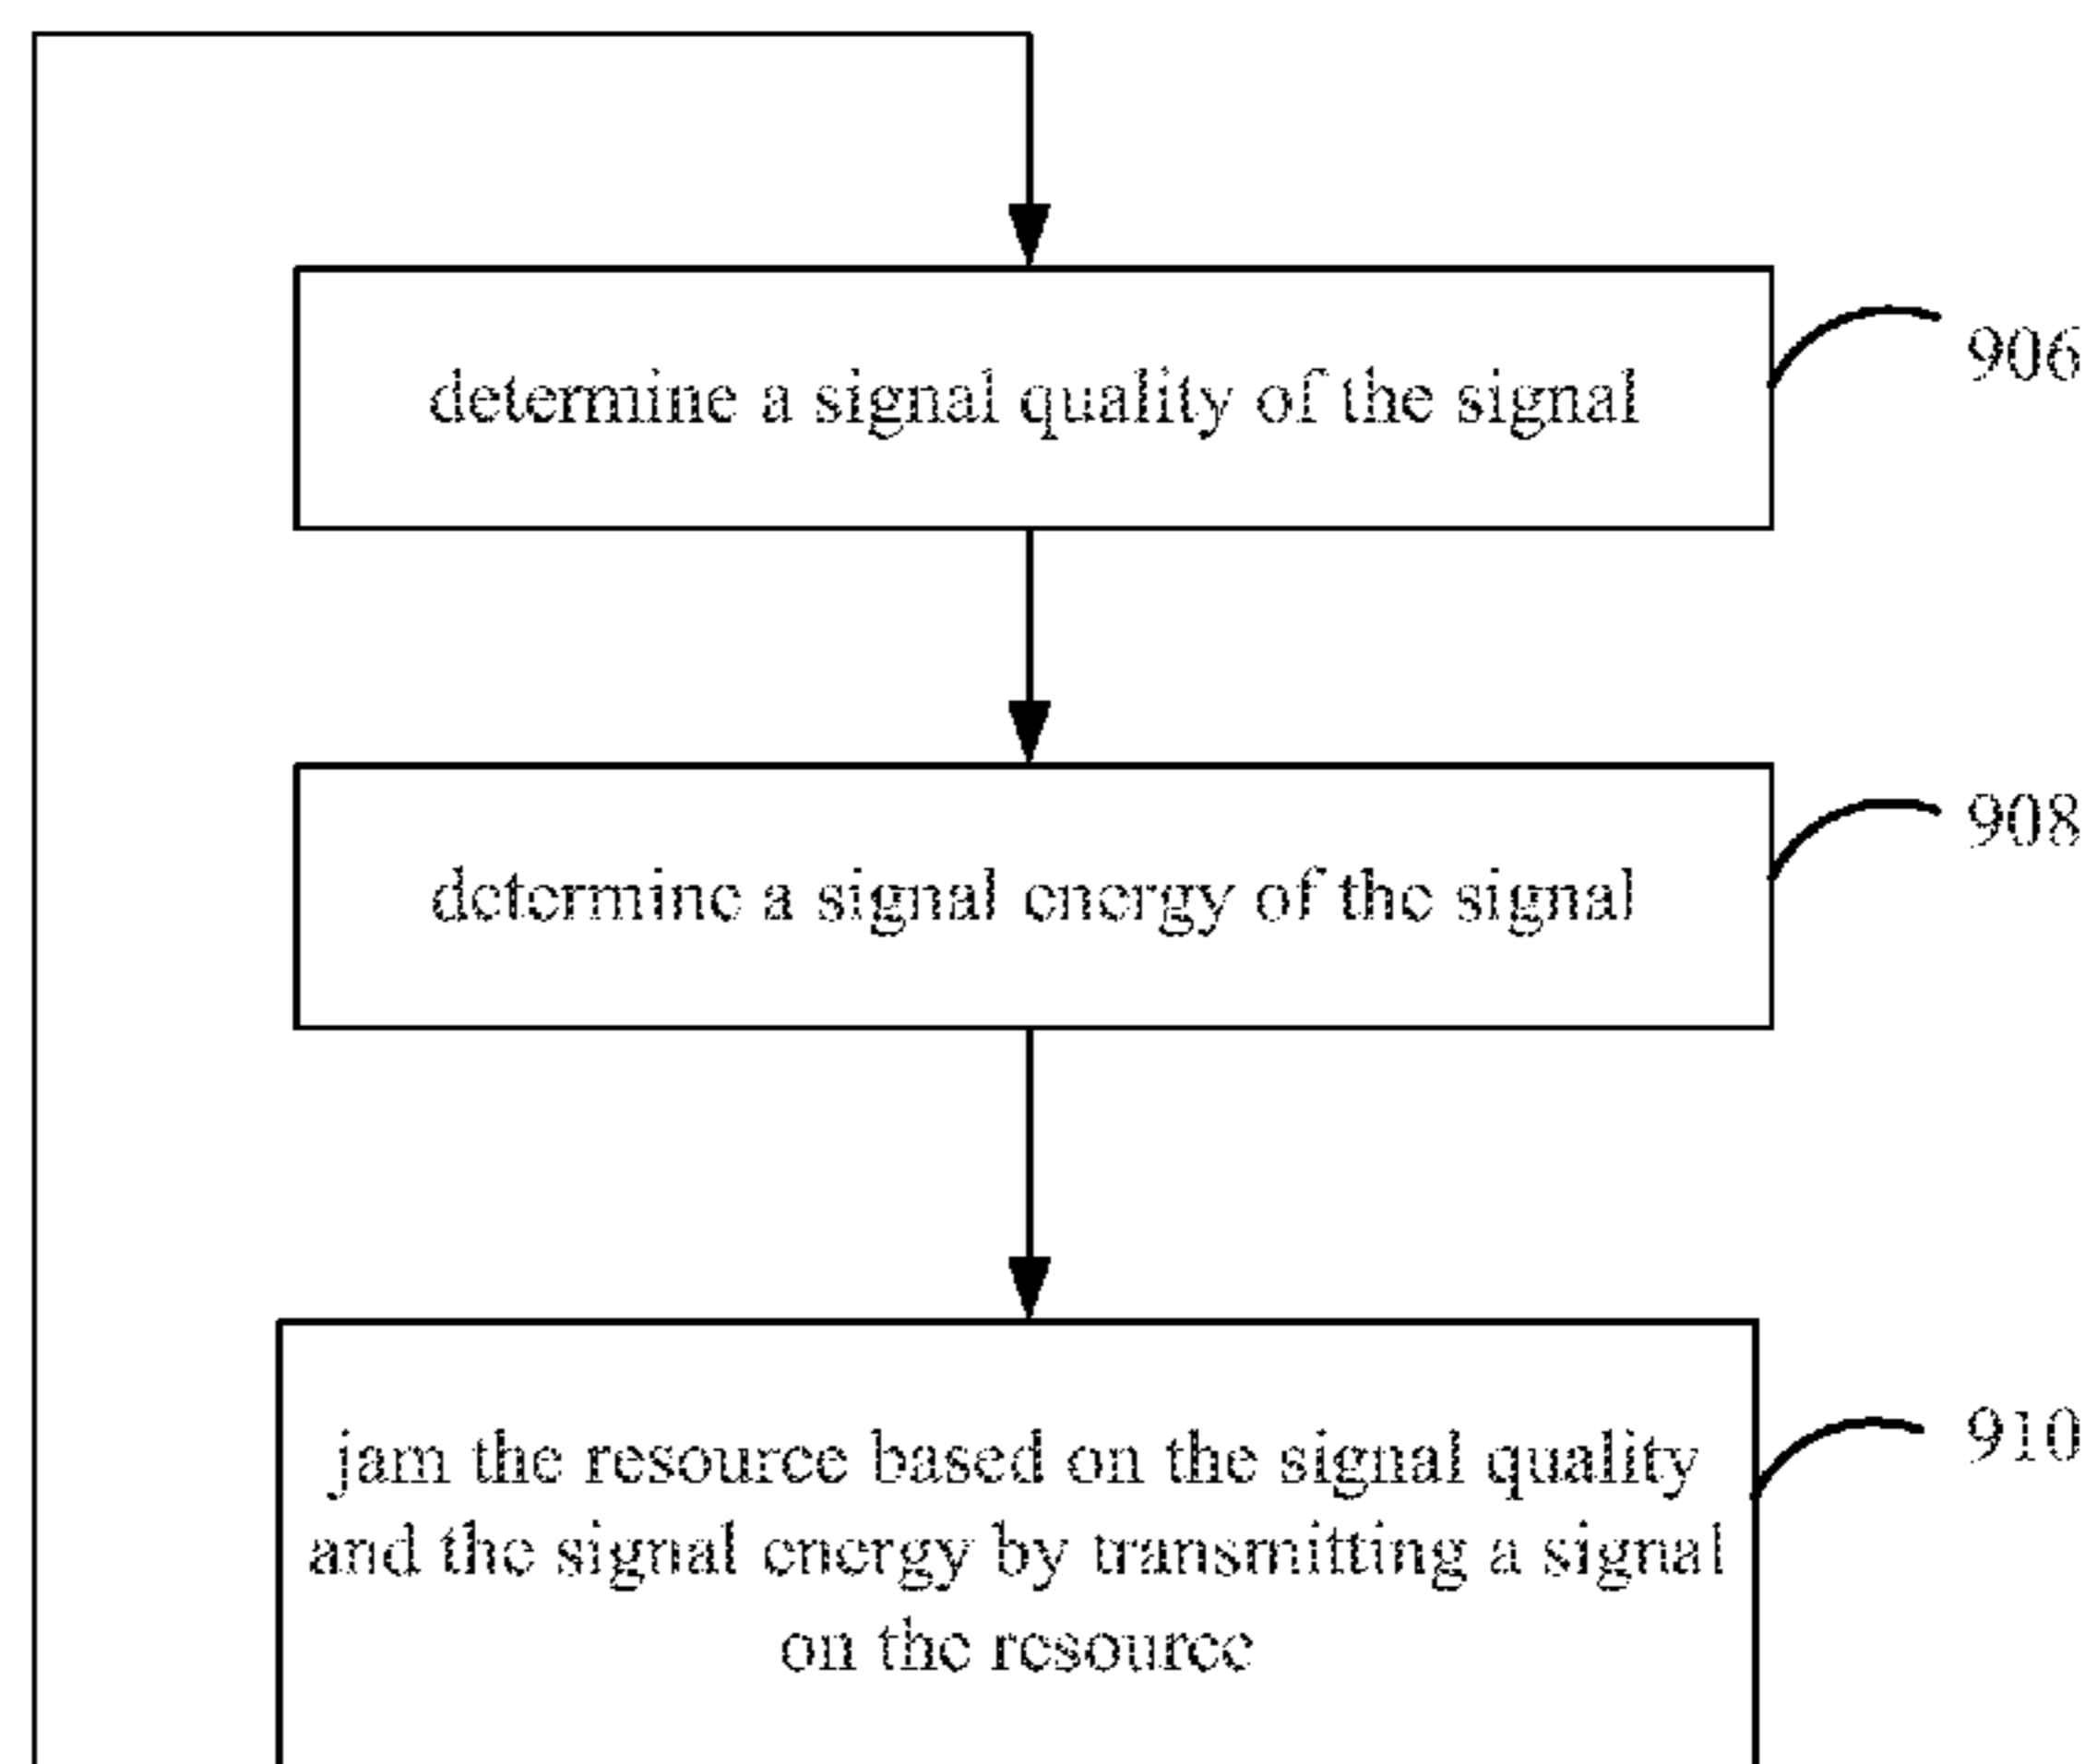 906
determine a signal quality of the signal
908
determine a signal energy of the signal
910
jam the resource based on the signal quality
and the signal energy by transmitting a signal
on the resource